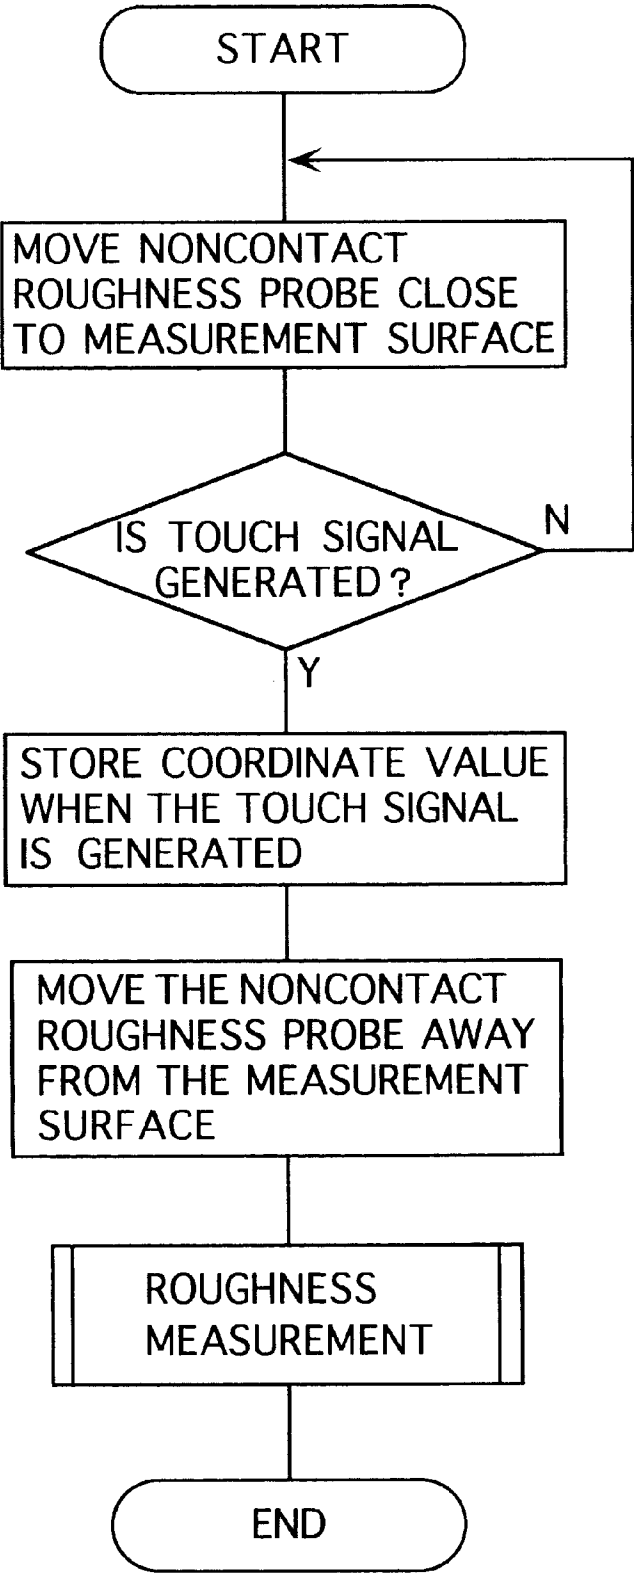 START
MOVE NONCONTACT
ROUGHNESS PROBE CLOSE
TO MEASUREMENT SURFACE
IS TOUCH SIGNAL
GENERATED?
N
Y
STORE COORDINATE VALUE
WHEN THE TOUCH SIGNAL
IS GENERATED
MOVE THE NONCONTACT
ROUGHNESS PROBE AWAY
FROM THE MEASUREMENT
SURFACE
ROUGHNESS
MEASUREMENT
END